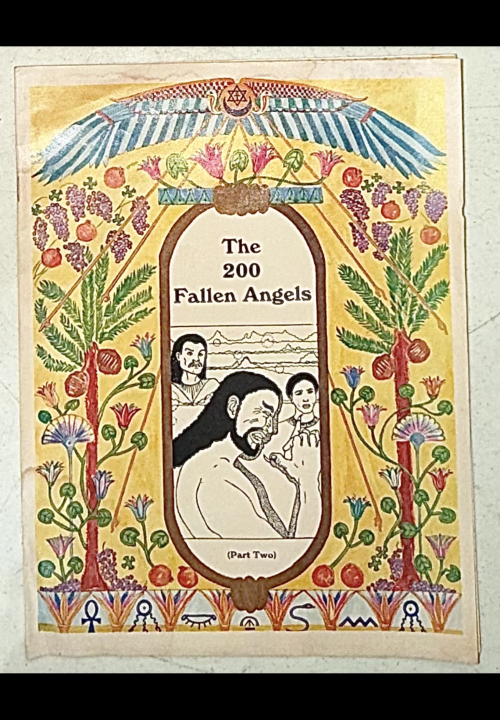 The
200
Fallen Angels
(Part Two)